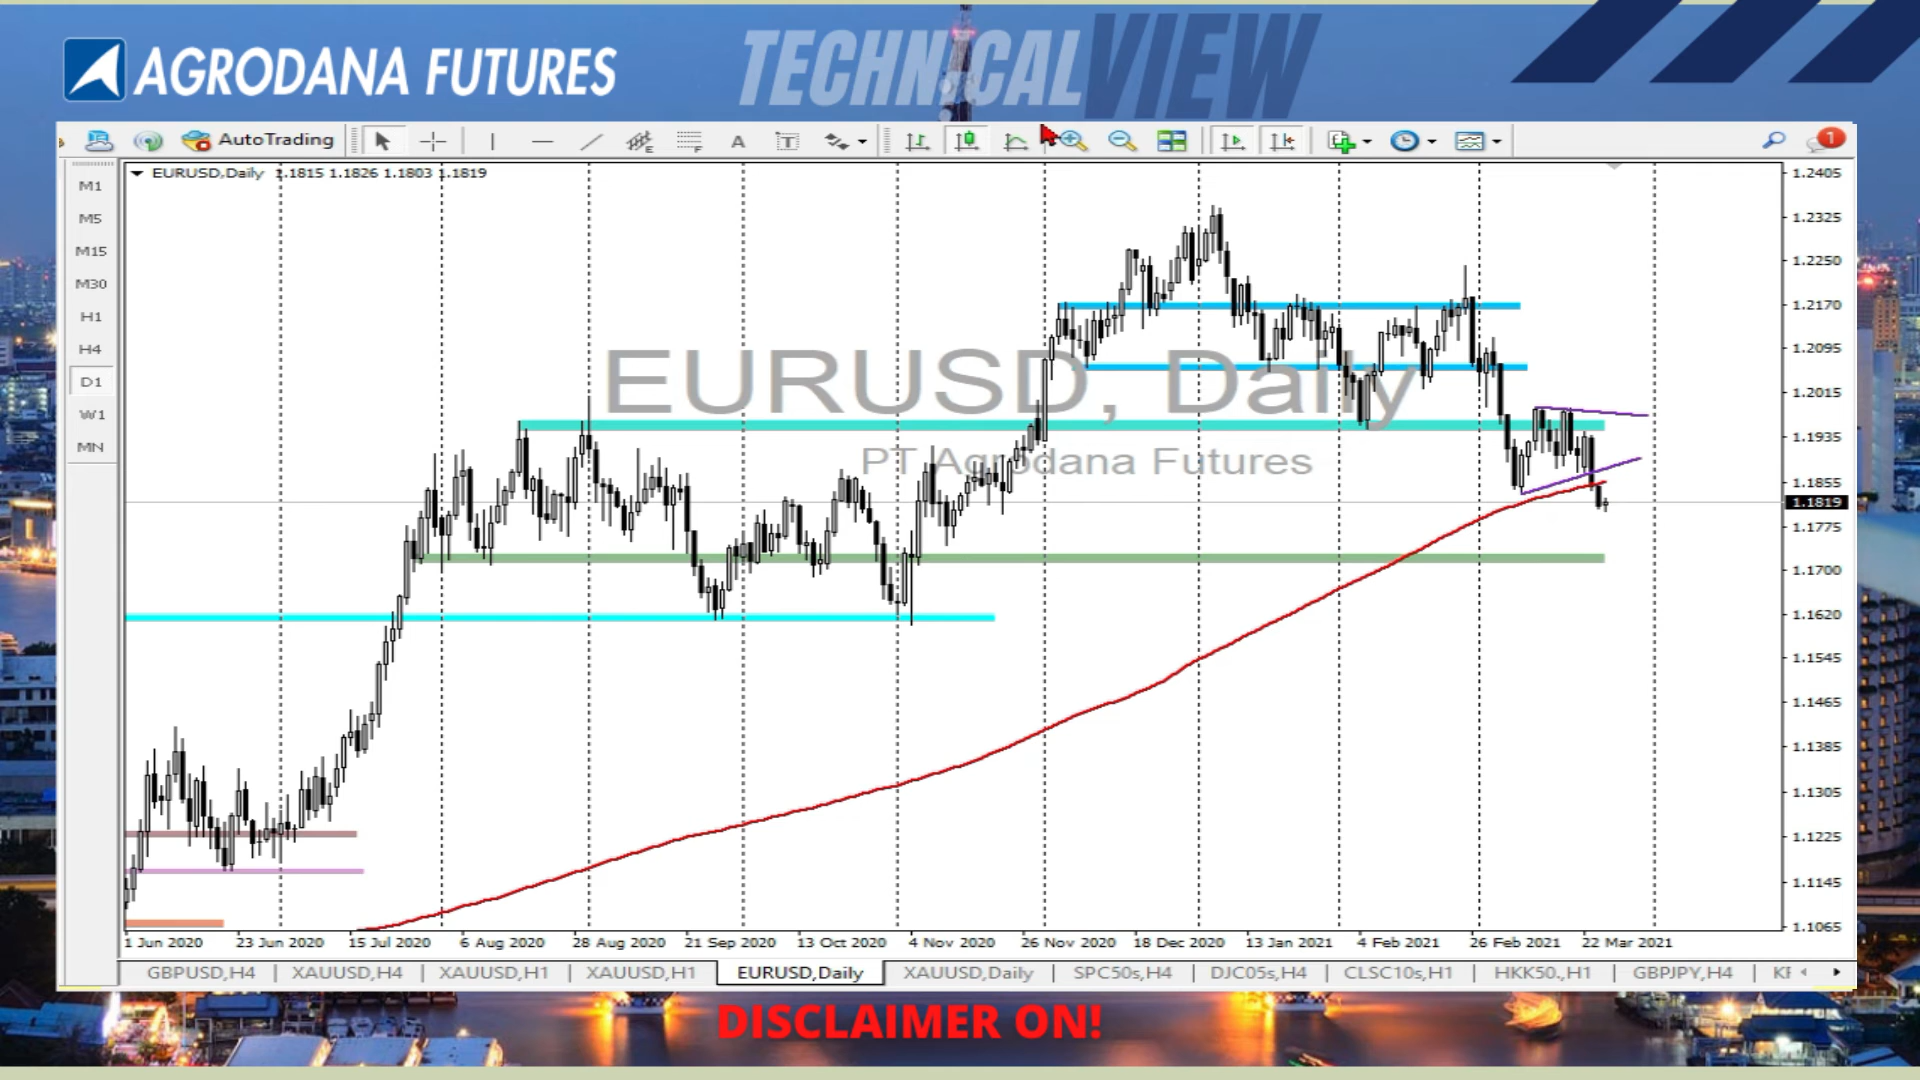 AGRODANA FUTURES
TECHNICALVIEW
AutoTrading
E
F
A
T
1
M1
M5
M15
M30
H1
H4
D1
W1
MN
EURUSD,Daily 1.1815 1.1826 1.1803 1.1819
EURUSD, Daily
PT Agrodana Futures
1.2405
1.2325
1.2250
1.2170
1.2095
1.2015
1.1935
1.1855
1.1819
1.1775
1.1700
1.1620
1.1545
1.1465
1.1385
1.1305
1.1225
1.1145
1.1065
1 Jun 2020 23 Jun 2020 15 Jul 2020 6 Aug 2020 28 Aug 2020 21 Sep 2020 13 Oct 2020 4 Nov 2020 26 Nov 2020 18 Dec 2020 13 Jan 2021 4 Feb 2021 26 Feb 2021 22 Mar 2021
GBPUSD,H4 XAUUSD,H4 XAUUSD,H1 XAUUSD,H1 EURUSD,Daily XAUUSD,Daily SPC50s,H4 DJC05s,H4 CLSC10s,H1 HKK50.,H1 GBPJPY,H4
DISCLAIMER ON!